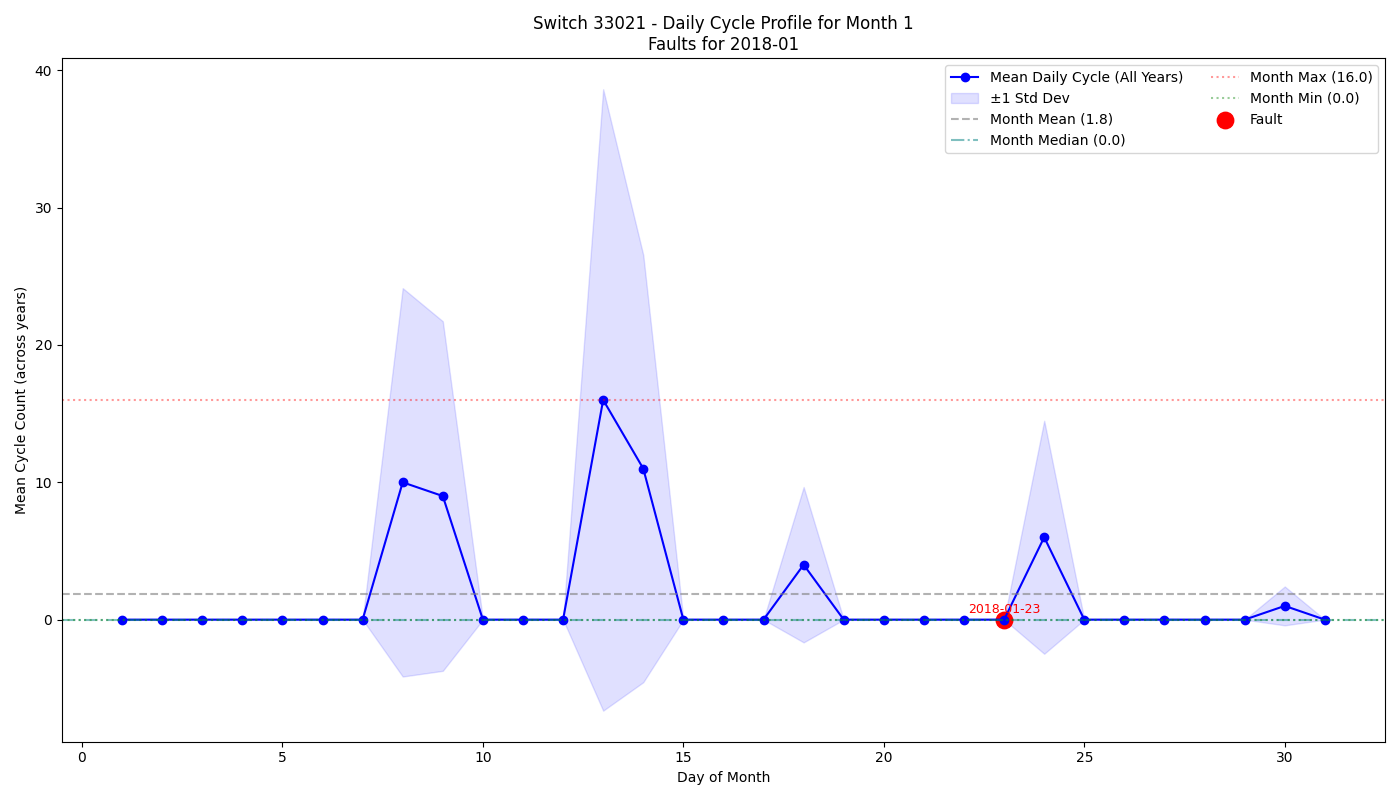 Switch 33021 - Daily Cycle Profile for Month 1
Faults for 2018-01
Mean Daily Cycle (All Years)
±1 Std Dev
Month Mean (1.8)
Month Median (0.0)
Month Max (16.0)
Month Min (0.0)
Fault
Mean Cycle Count (across years)
40
30
20
10
0
2018-01-23
0
5
10
15
20
25
30
Day of Month